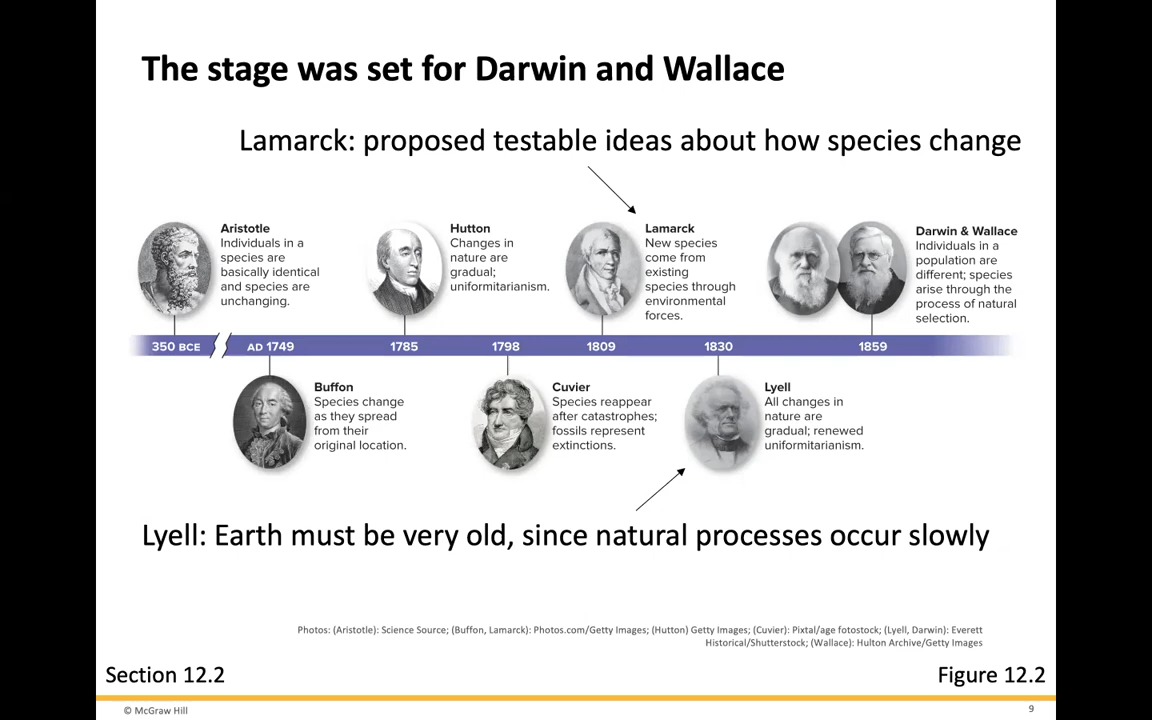 The stage was set for Darwin and Wallace
Lamarck: proposed testable ideas about how species change
Aristotle
Individuals in a
species are
basically identical
and species are
unchanging.
Hutton
Changes in
nature are
gradual;
uniformitarianism.
Lamarck
New species
come from
existing
species through
environmental
forces.
Darwin & Wallace
Individuals in a
population are
different; species
arise through the
process of natural
selection.
350 BCE
AD 1749
1785
1798
1809
1830
1859
Buffon
Species change
as they spread
from their
original location.
Cuvier
Species reappear
after catastrophes;
fossils represent
extinctions.
Lyell
All changes in
nature are
gradual; renewed
uniformitarianism.
Lyell: Earth must be very old, since natural processes occur slowly
Photos: (Aristotle): Science Source; (Buffon, Lamarck): Photos.com/Getty Images; (Hutton) Getty Images; (Cuvier): Pixtal/age fotostock; (Lyell, Darwin): Everett
Historical/Shutterstock; (Wallace): Hulton Archive/Getty Images
Section 12.2
Figure 12.2
© McGraw Hill
9